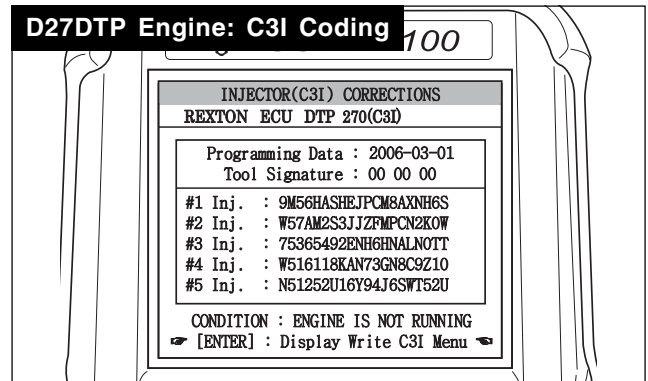 D27DTP Engine: C3I Coding
100
INJECTOR(C3I) CORRECTIONS
REXTON ECU DTP 270(C3I)
Programming Data : 2006-03-01
Tool Signature : 00 00 00
#1 Inj. : 9M56HASHEJPCM8AXNH6S
#2 Inj. : W57AM2S3JJZFMPCN2KOW
#3 Inj. : 75365492ENH6HNALNOTT
#4 Inj. : W516118KAN73GN8C9Z10
#5 Inj. : N51252U16Y94J6SWT52U
CONDITION : ENGINE IS NOT RUNNING
☞ [ENTER] : Display Write C3I Menu ☜